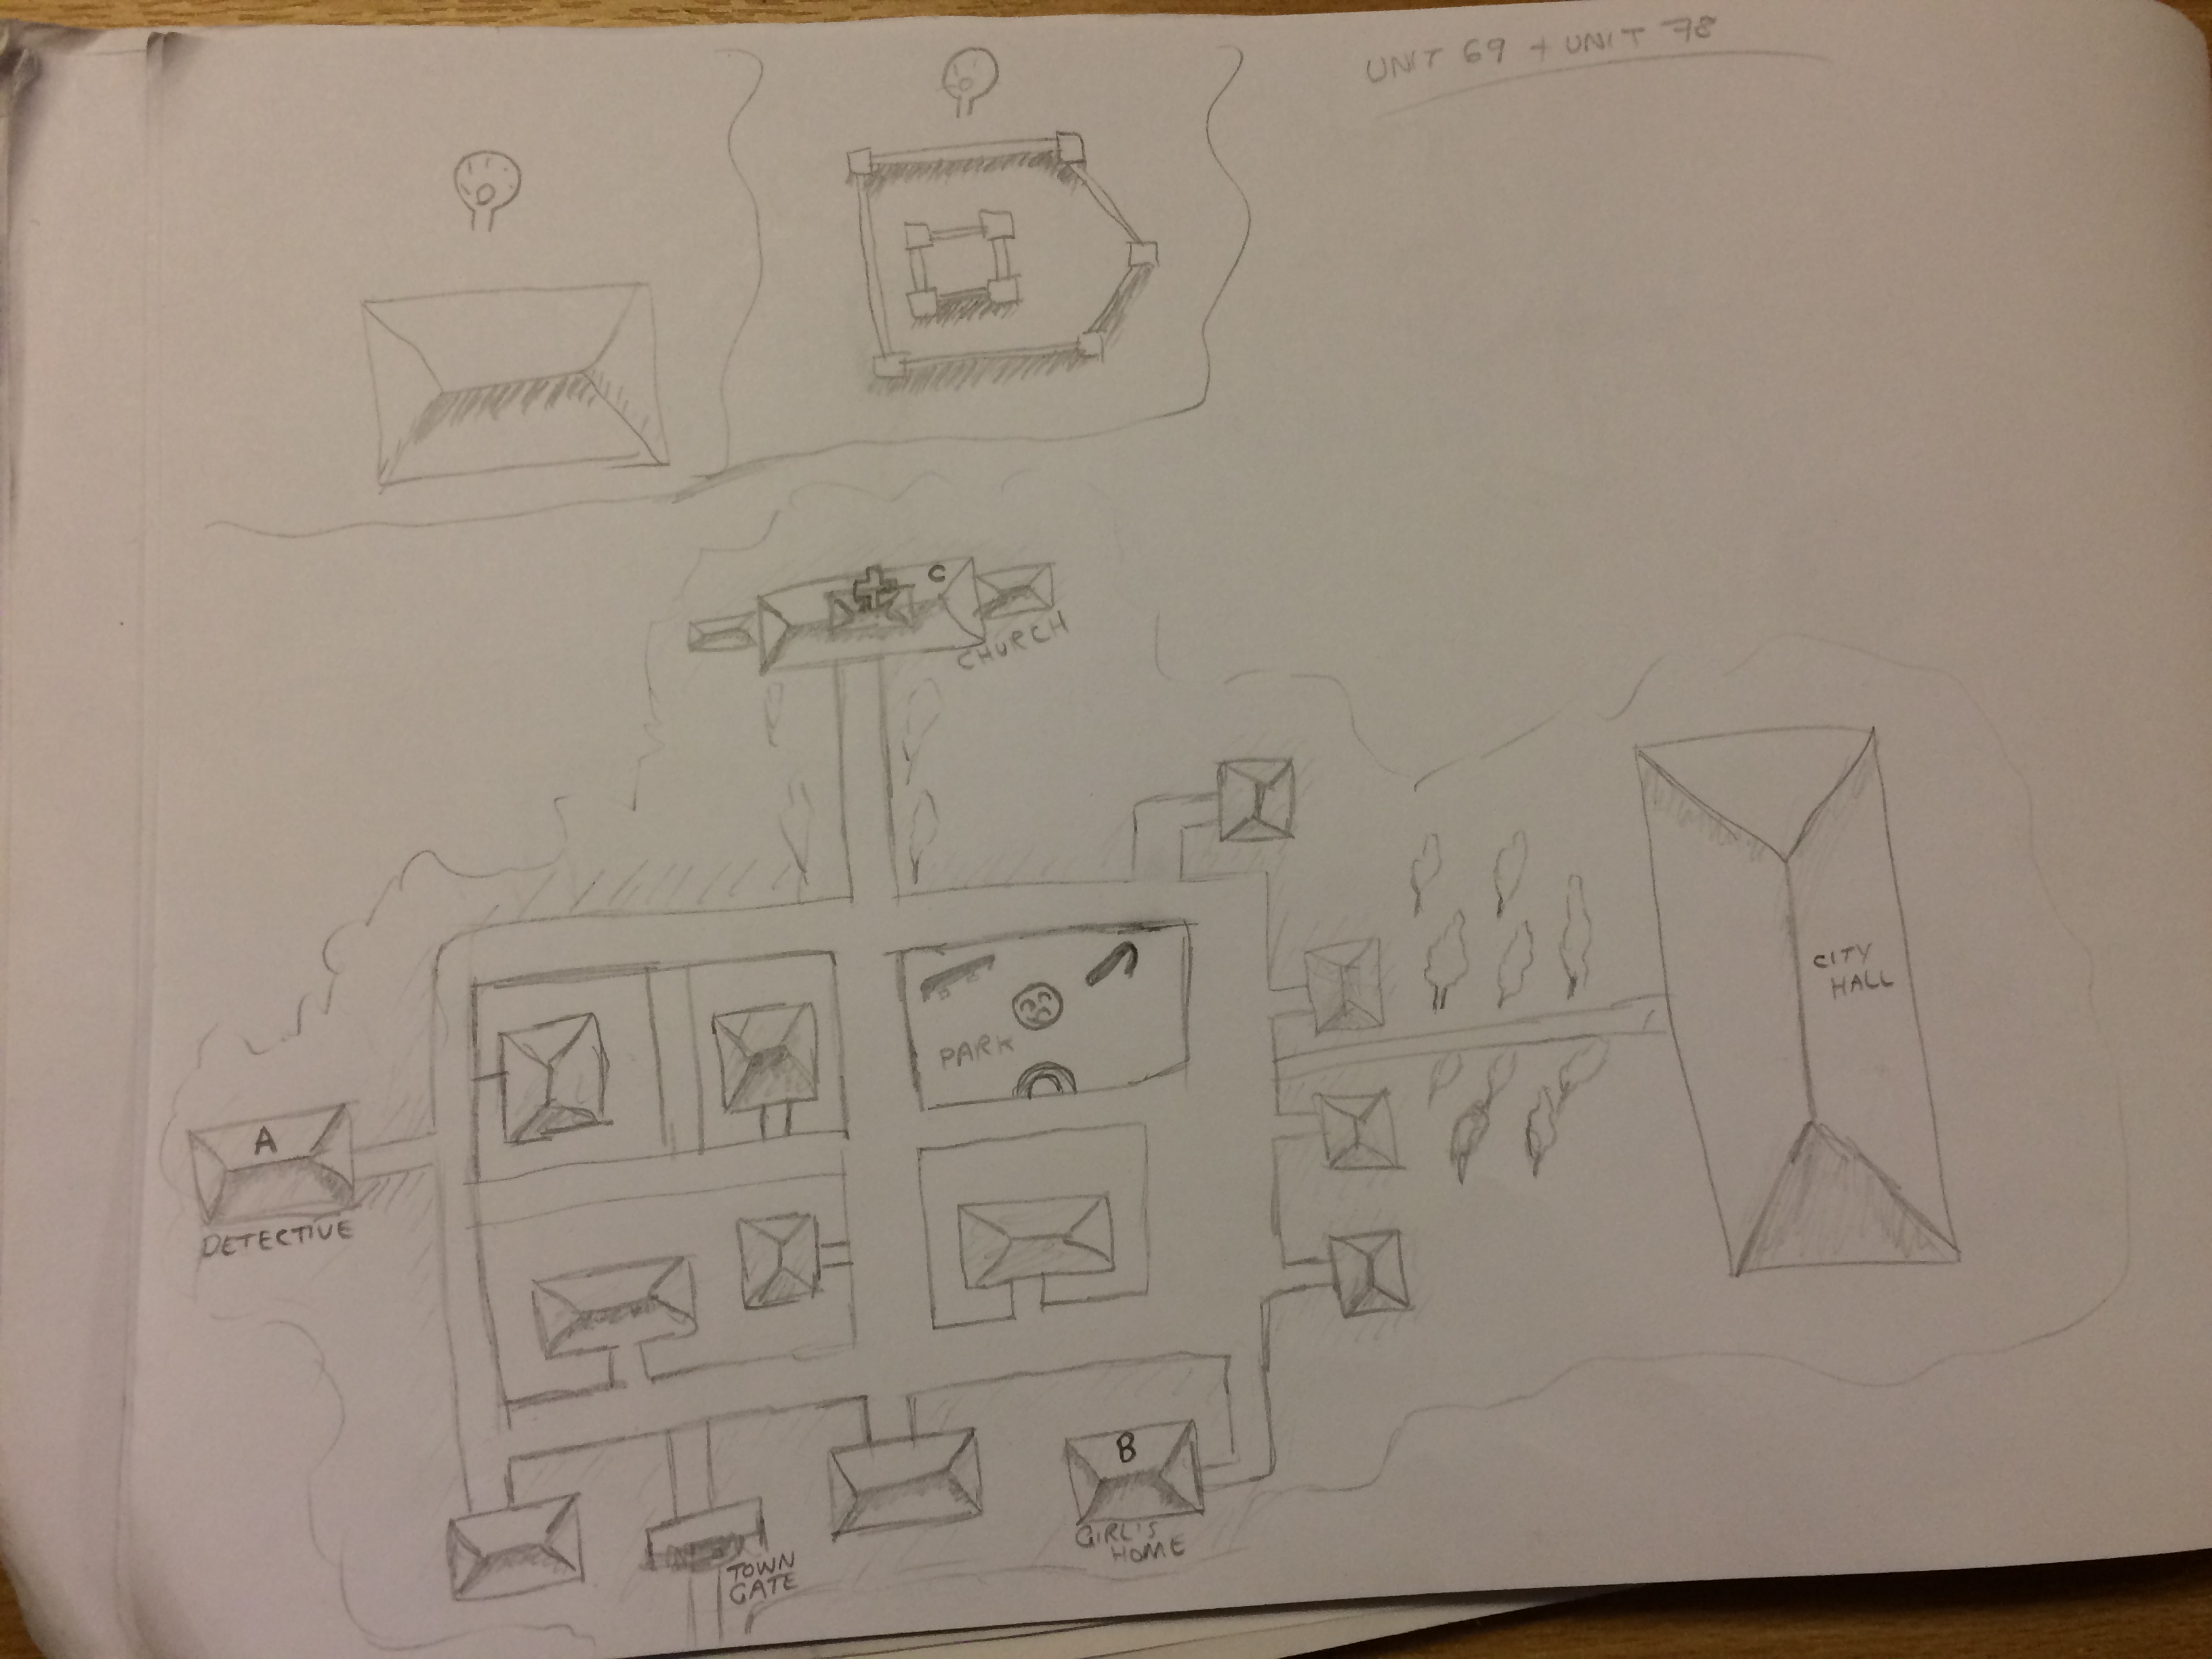 UNIT 69 + UNIT 78
C
CHURCH
A
DETECTIVE
PARK
CITY
HALL
TOWN
GATE
B
GIRL'S
HOME